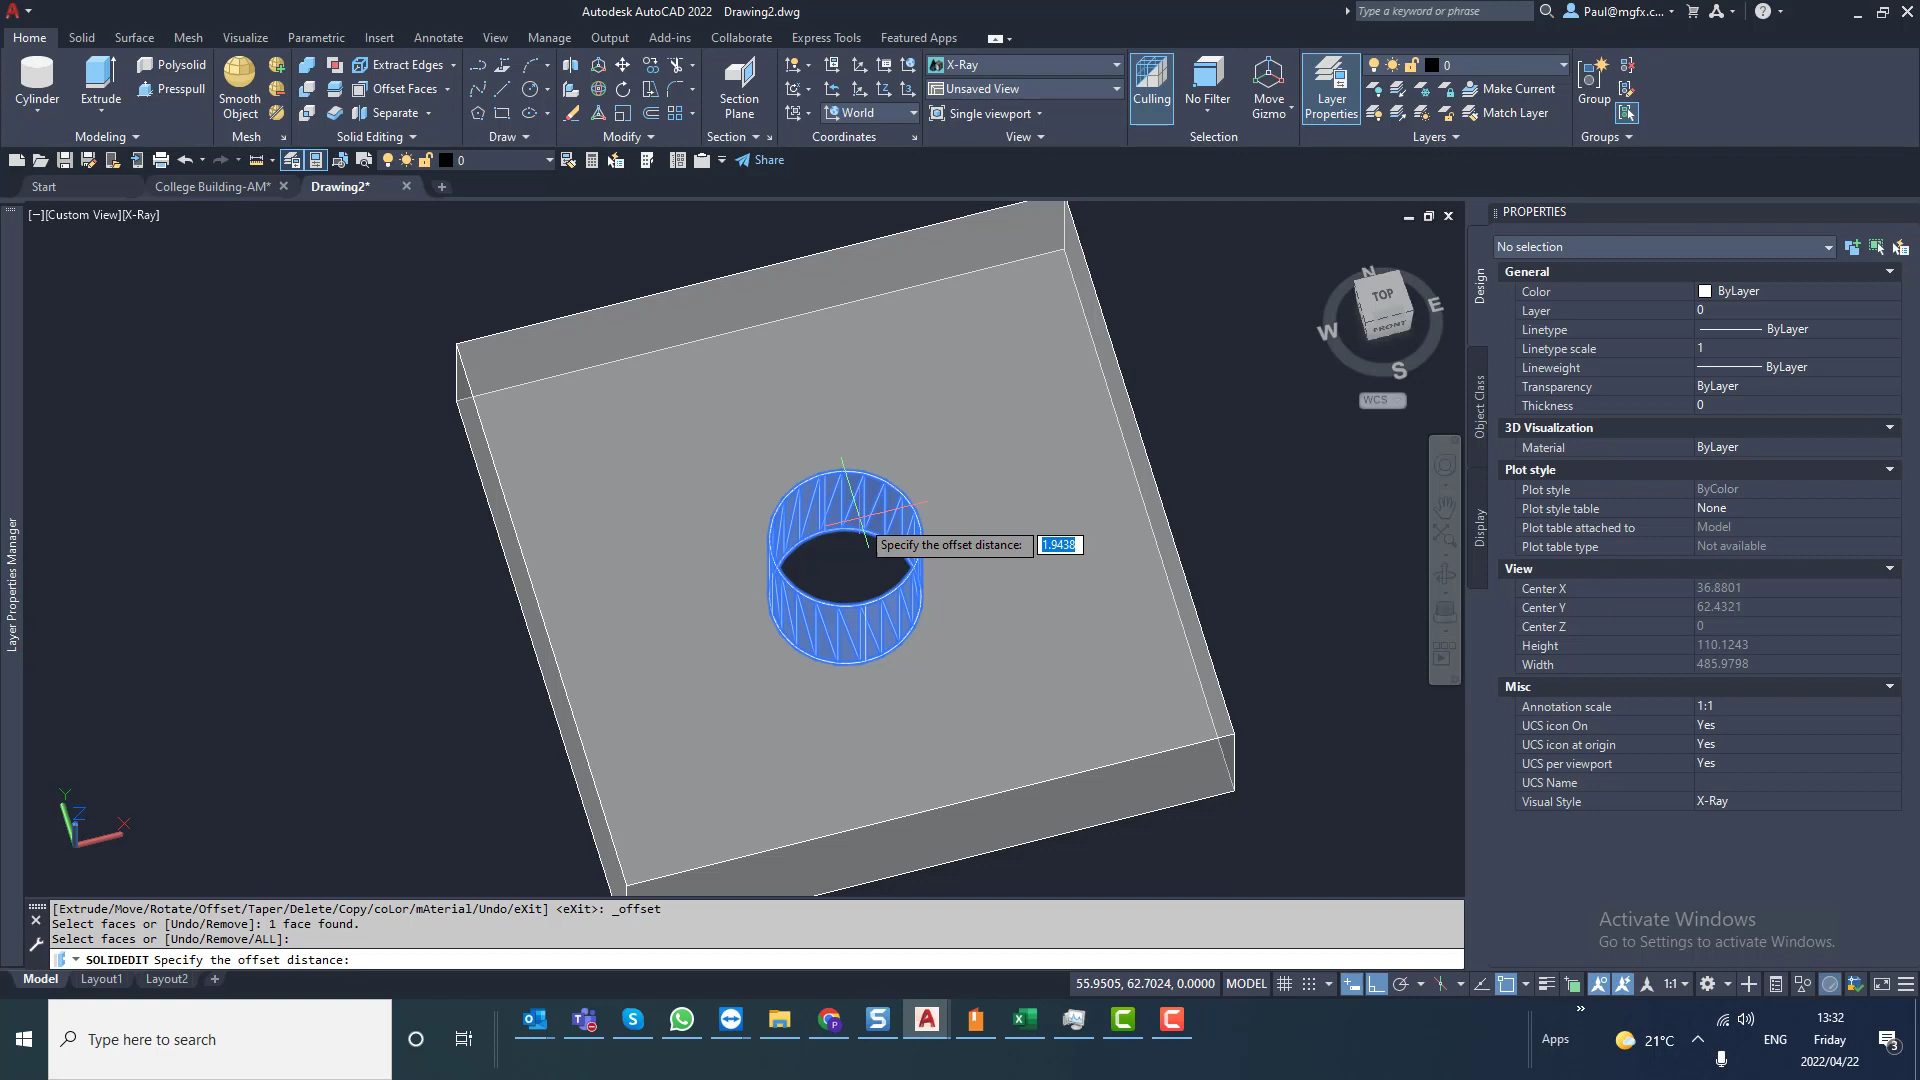 Autodesk AutoCAD 2022 Drawing2.dwg
Type a keyword or phrase
Paul@mgfx.c...
Home Solid Surface Mesh Visualize Parametric Insert Annotate View Manage Output Add-ins Collaborate Express Tools Featured Apps
Cylinder
Extrude
Polysolid
Presspull
Smooth Object
Extract Edges
Offset Faces
Separate
Section Plane
World
X-Ray
Unsaved View
Single viewport
Culling
No Filter
Move Gizmo
Layer Properties
0
Make Current
Match Layer
Group
Modeling Mesh Solid Editing Draw Modify Section Coordinates View Selection Layers Groups
0
Share
Start College Building-AM* Drawing2*
[−][Custom View][X-Ray]
N
W
E
S
TOP
FRONT
WCS
Specify the offset distance: 1.9438
Y
Z
X
Layer Properties Manager
PROPERTIES
No selection
Design
Object Class
Display
General
Color ByLayer
Layer 0
Linetype ByLayer
Linetype scale 1
Lineweight ByLayer
Transparency ByLayer
Thickness 0
3D Visualization
Material ByLayer
Plot style
Plot style ByColor
Plot style table None
Plot table attached to Model
Plot table type Not available
View
Center X 36.8801
Center Y 62.4321
Center Z 0
Height 110.1243
Width 485.9798
Misc
Annotation scale 1:1
UCS icon On Yes
UCS icon at origin Yes
UCS per viewport Yes
UCS Name
Visual Style X-Ray
Activate Windows
Go to Settings to activate Windows.
[Extrude/Move/Rotate/Offset/Taper/Delete/Copy/coLor/mAterial/Undo/eXit] <eXit>: _offset
Select faces or [Undo/Remove]: 1 face found.
Select faces or [Undo/Remove/ALL]:
SOLIDEDIT Specify the offset distance:
Model Layout1 Layout2
55.9505, 62.7024, 0.0000 MODEL 1:1
Type here to search
Apps
21°C
ENG
13:32
Friday
2022/04/22
3